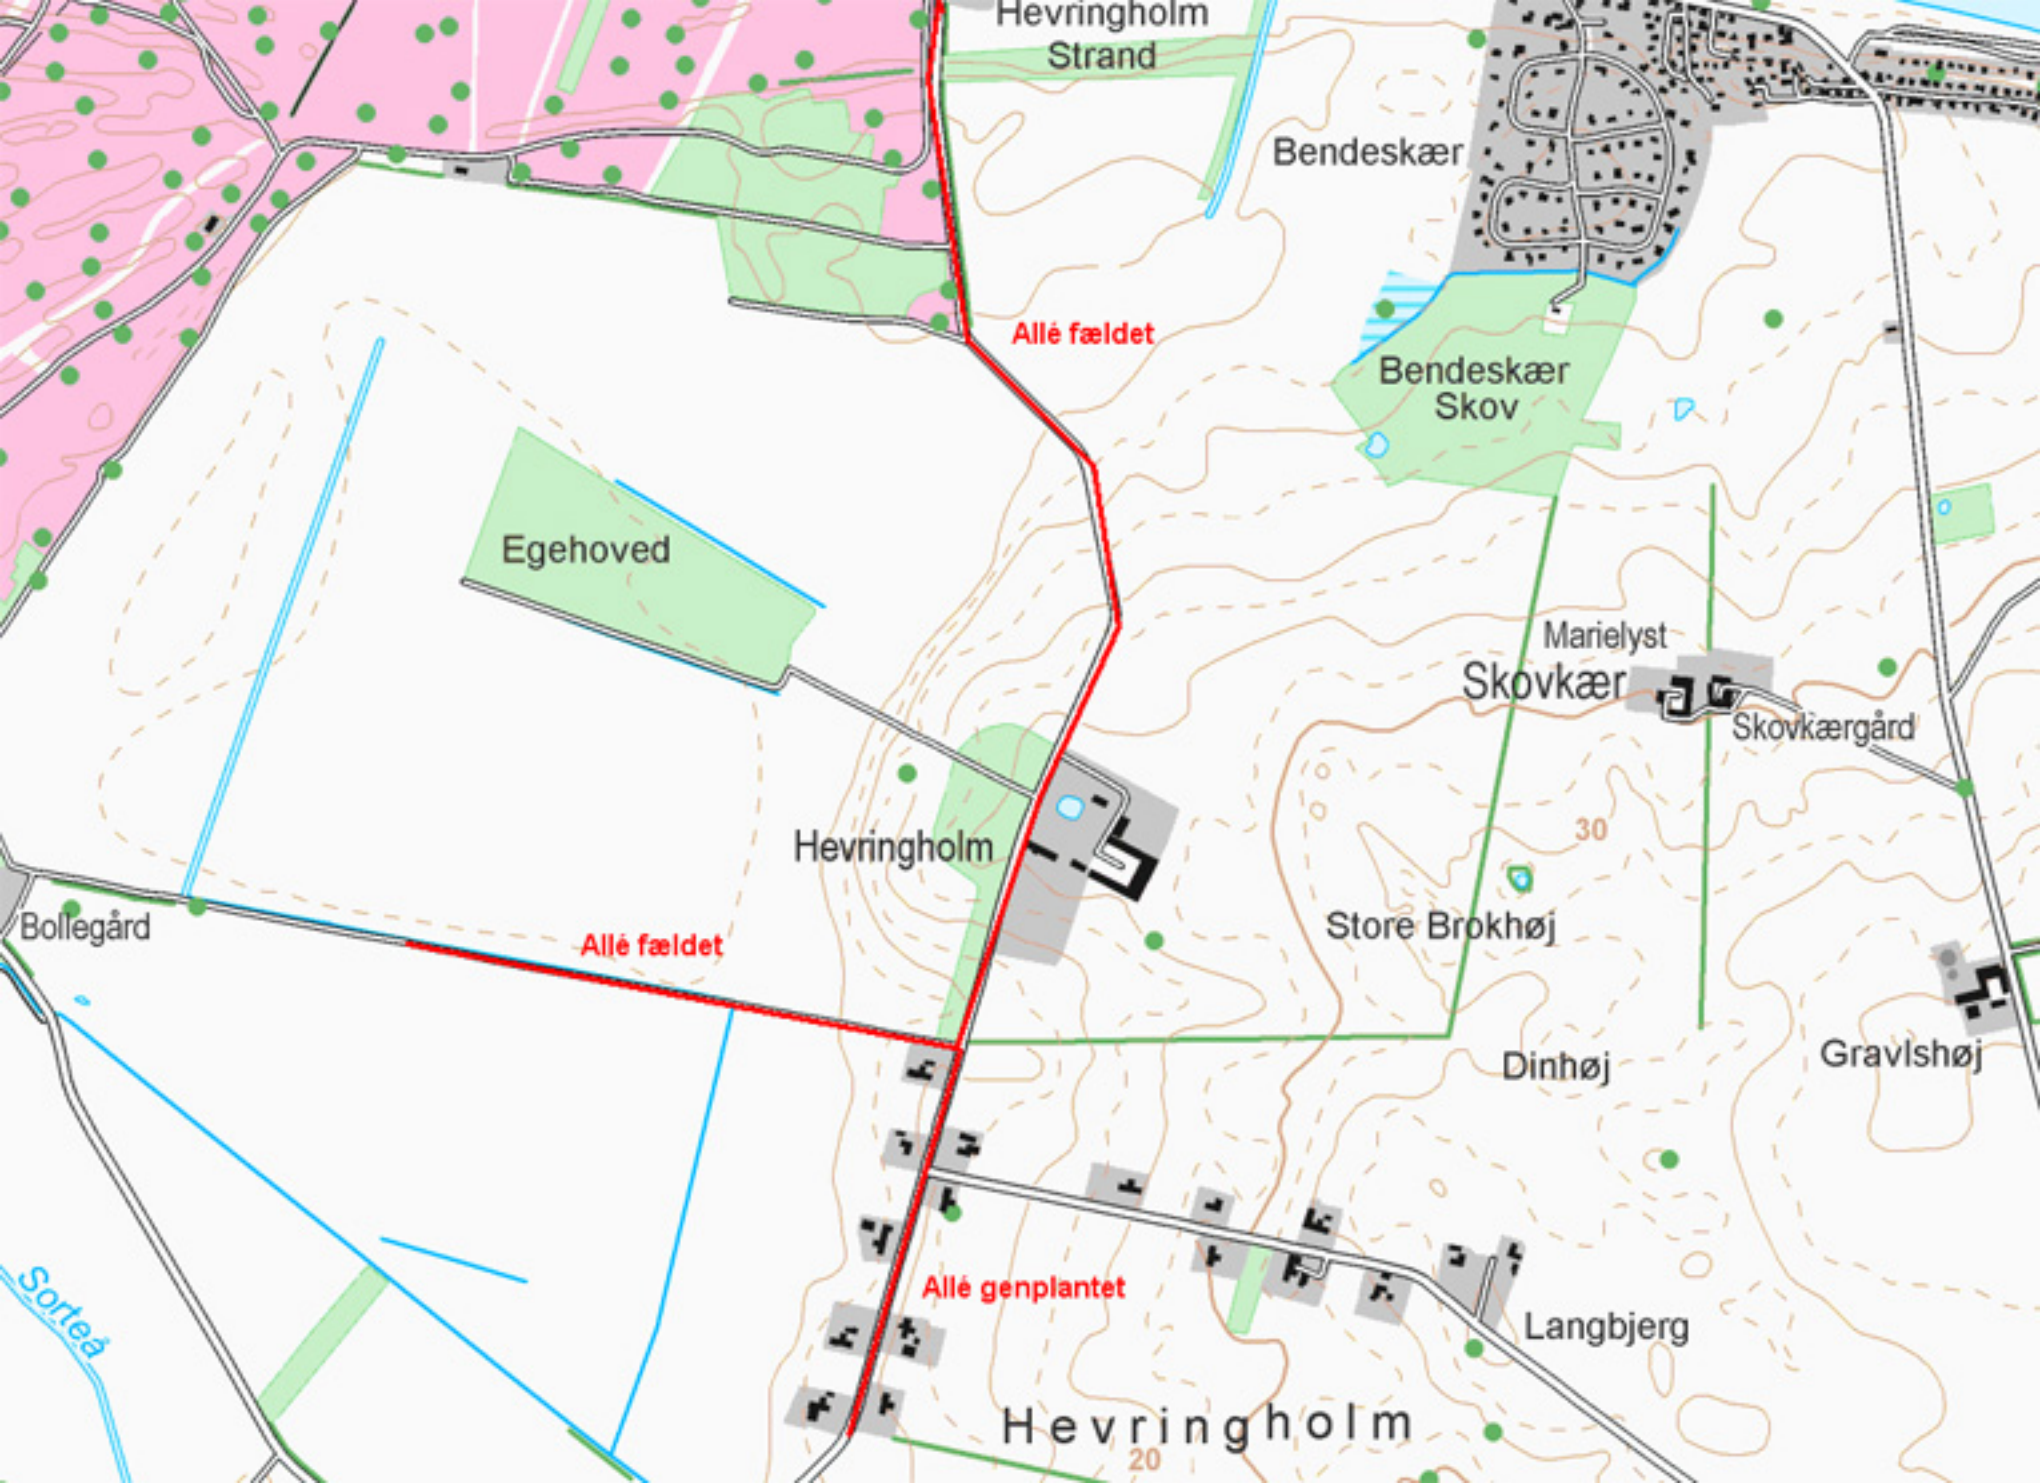 Hevringholm
Strand
Bendeskær
Allé fældet
Bendeskær
Skov
Egehoved
Marielyst
Skovkær
Skovkærgård
30
Hevringholm
Bollegård
Allé fældet
Store Brokhøj
Gravlshøj
Dinhøj
Allé genplantet
Sorteå
Langbjerg
Hevringholm
20